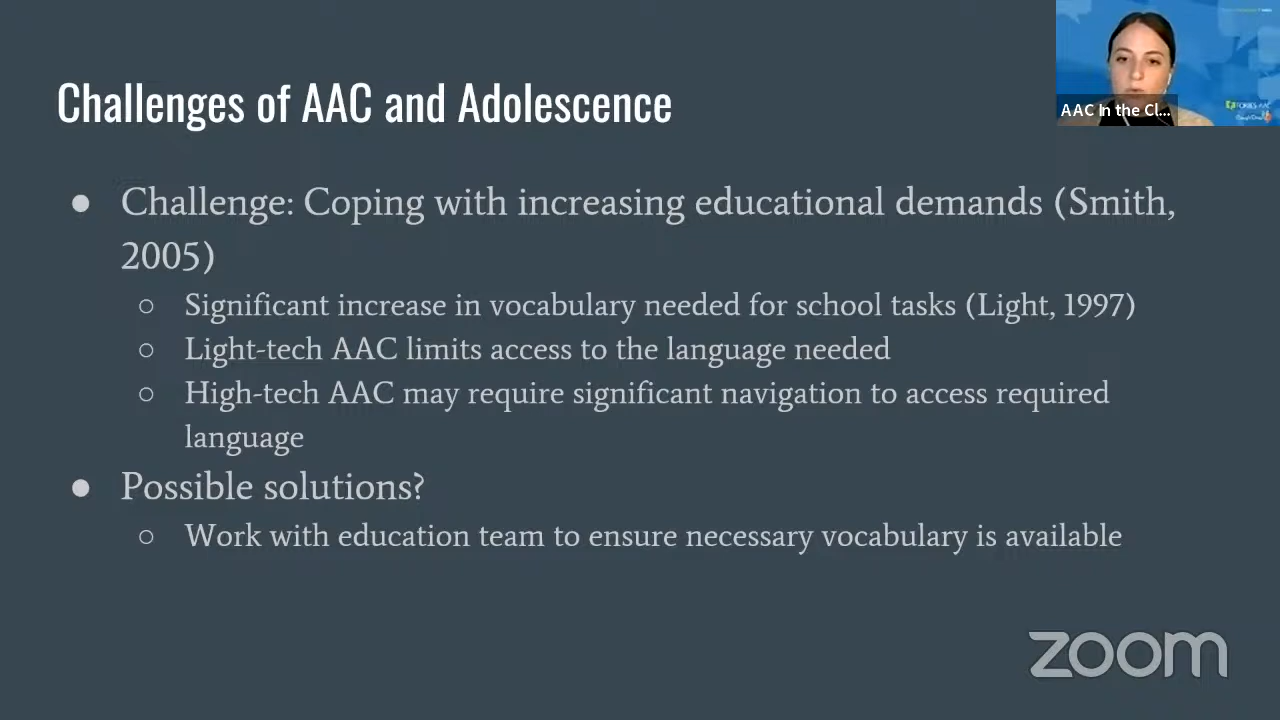 Challenges of AAC and Adolescence
AAC in the Cl...
● Challenge: Coping with increasing educational demands (Smith,
2005)
○ Significant increase in vocabulary needed for school tasks (Light, 1997)
○ Light-tech AAC limits access to the language needed
○ High-tech AAC may require significant navigation to access required
language
● Possible solutions?
○ Work with education team to ensure necessary vocabulary is available
zoom